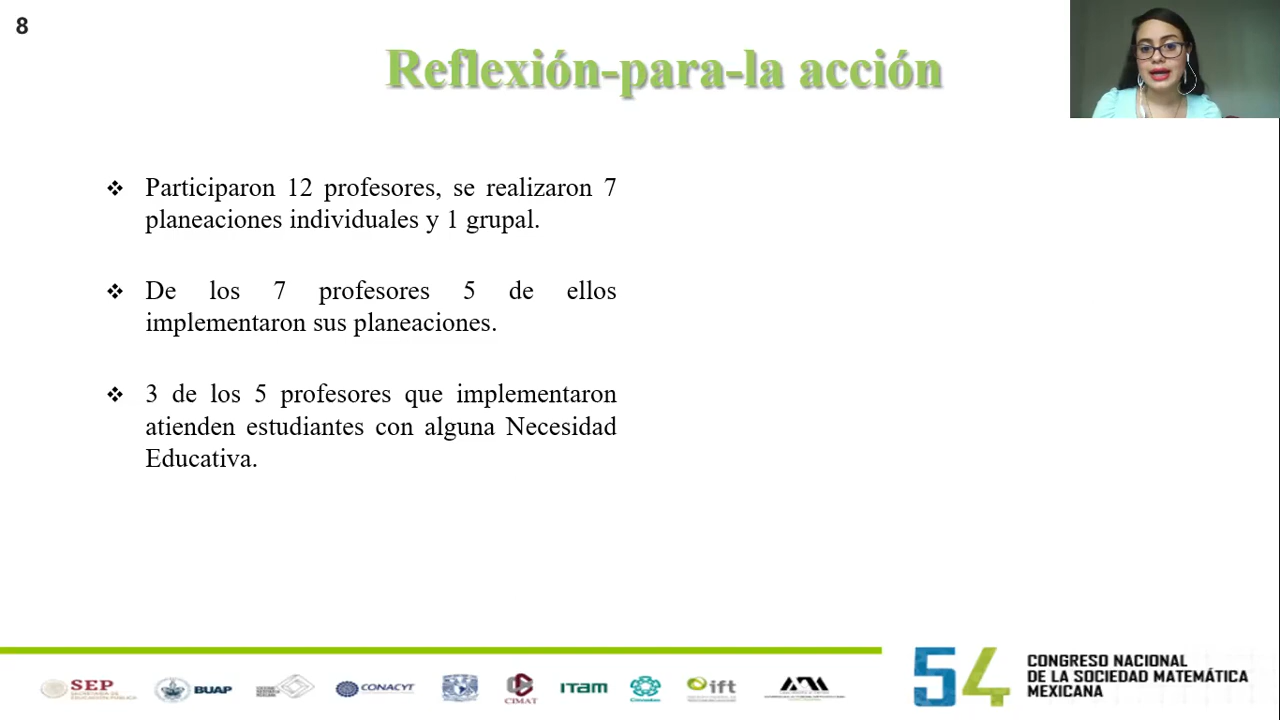 8
Reflexión-para-la acción
❖ Participaron 12 profesores, se realizaron 7
planeaciones individuales y 1 grupal.
❖ De los 7 profesores 5 de ellos
implementaron sus planeaciones.
❖ 3 de los 5 profesores que implementaron
atienden estudiantes con alguna Necesidad
Educativa.
SEP
SECRETARÍA DE EDUCACIÓN PÚBLICA
BUAP
CONACYT
CIMAT
ITAM
Cinvestav
ift
54
CONGRESO NACIONAL
DE LA SOCIEDAD MATEMÁTICA
MEXICANA